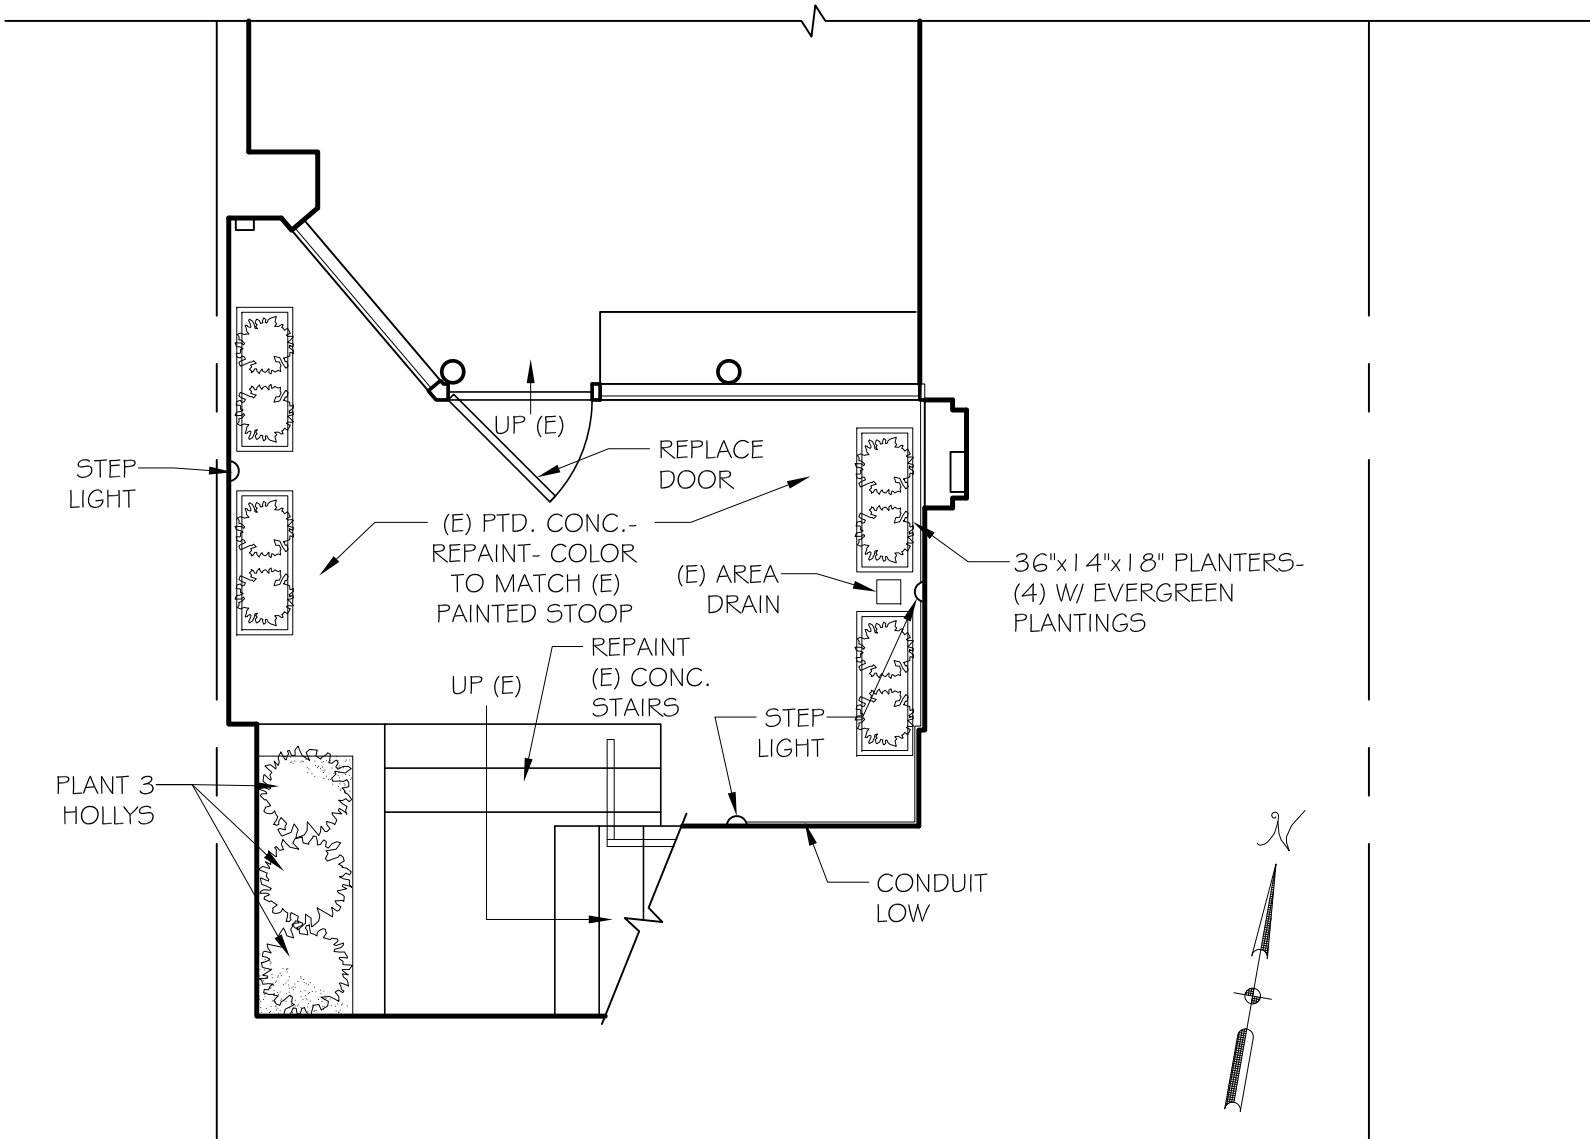 UP (E)
REPLACE
DOOR
STEP
LIGHT
(E) PTD. CONC.-
REPAINT- COLOR
TO MATCH (E)
PAINTED STOOP
(E) AREA
DRAIN
36"x14"x18" PLANTERS-
(4) W/ EVERGREEN
PLANTINGS
REPAINT
(E) CONC.
STAIRS
UP (E)
STEP
LIGHT
PLANT 3
HOLLYS
CONDUIT
LOW
N